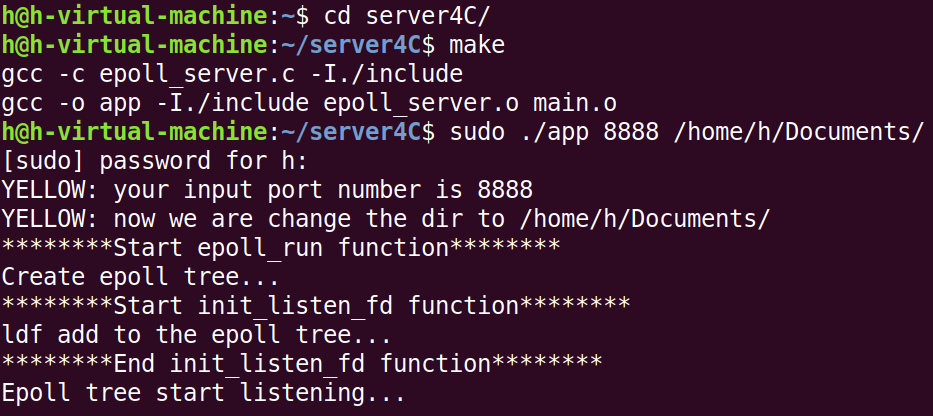 h@h-virtual-machine:~$ cd server4C/
h@h-virtual-machine:~/server4C$ make
gcc -c epoll_server.c -I./include
gcc -o app -I./include epoll_server.o main.o
h@h-virtual-machine:~/server4C$ sudo ./app 8888 /home/h/Documents/
[sudo] password for h:
YELLOW: your input port number is 8888
YELLOW: now we are change the dir to /home/h/Documents/
********Start epoll_run function********
Create epoll tree...
********Start init_listen_fd function********
ldf add to the epoll tree...
********End init_listen_fd function********
Epoll tree start listening...